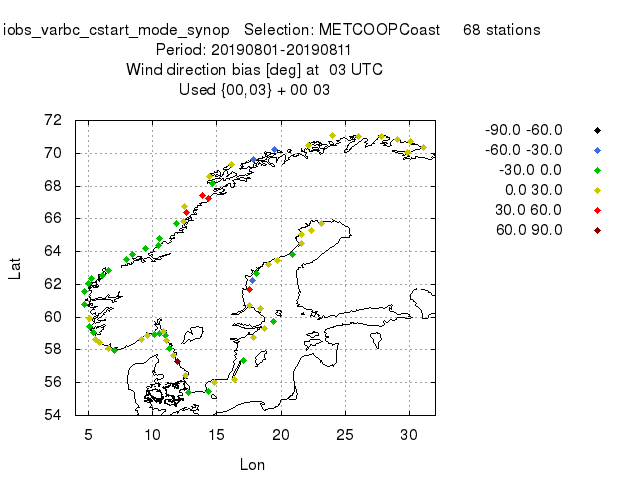 iobs_varbc_cstart_mode_synop Selection: METCOOPCoast 68 stations
Period: 20190801-20190811
Wind direction bias [deg] at 03 UTC
Used {00,03} + 00 03
72
70
68
66
64
62
60
58
56
54
Lat
5 10 15 20 25 30
Lon
-90.0 -60.0
-60.0 -30.0
-30.0 0.0
0.0 30.0
30.0 60.0
60.0 90.0